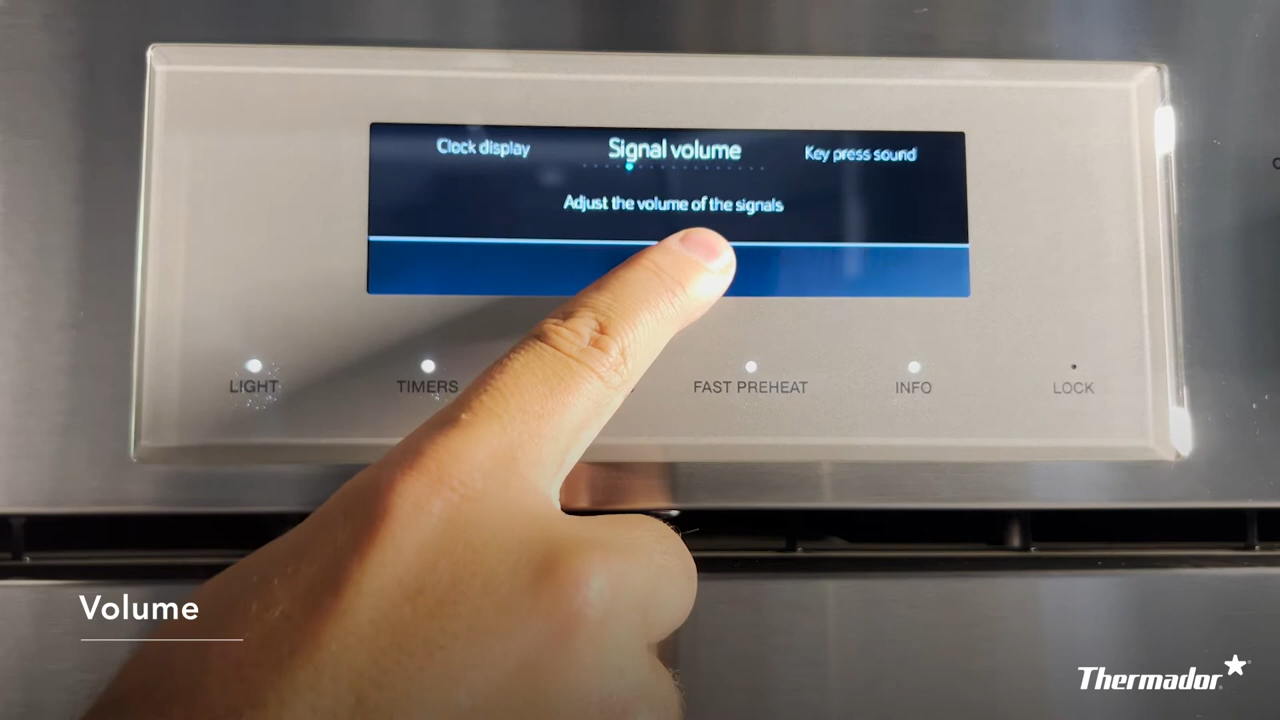 Clock display
Signal volume
Key press sound
Adjust the volume of the signals
LIGHT
TIMERS
FAST PREHEAT
INFO
LOCK
Volume
Thermador